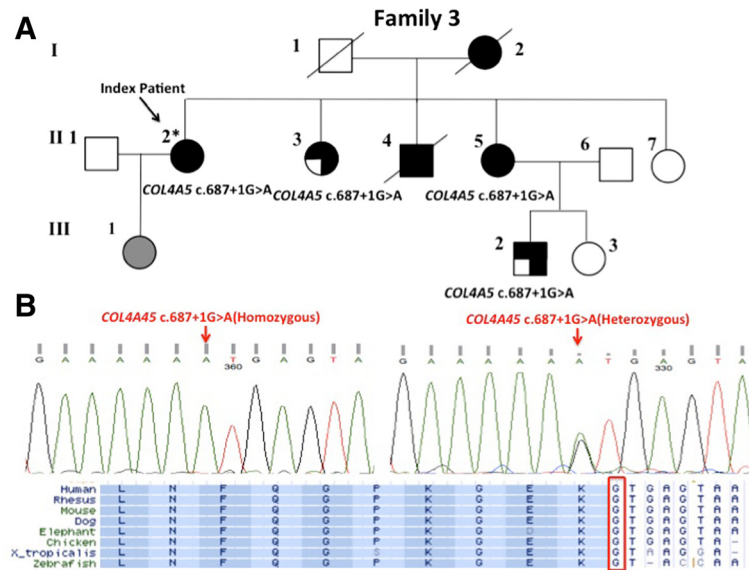 A
Family 3
I
1
2
Index Patient
II
1
2*
3
4
5
6
7
COL4A5 c.687+1G>A
COL4A5 c.687+1G>A
COL4A5 c.687+1G>A
III
1
2
3
COL4A5 c.687+1G>A
B
COL4A45 c.687+1G>A(Homozygous)
COL4A45 c.687+1G>A(Heterozygous)
G A A A A A A T G A G T A
360
G A A A A A A T G A G T A
330
Human L N F Q G P K G E K G T G A G T A A
Rhesus L N F Q G P K G E K G T G A G T A A
Mouse L N F Q G P K G E K G T G A G T A A
Dog L N F Q G P K G E K G T G A G T A A
Elephant L N F Q G P K G D K G T G A G T A A
Chicken L N F Q G P K G E K G T G A G T A -
X_tropicalis L N F Q G S K G E K G T A A G G A -
Zebrafish L N F Q G P K G E K G T - A C C A A